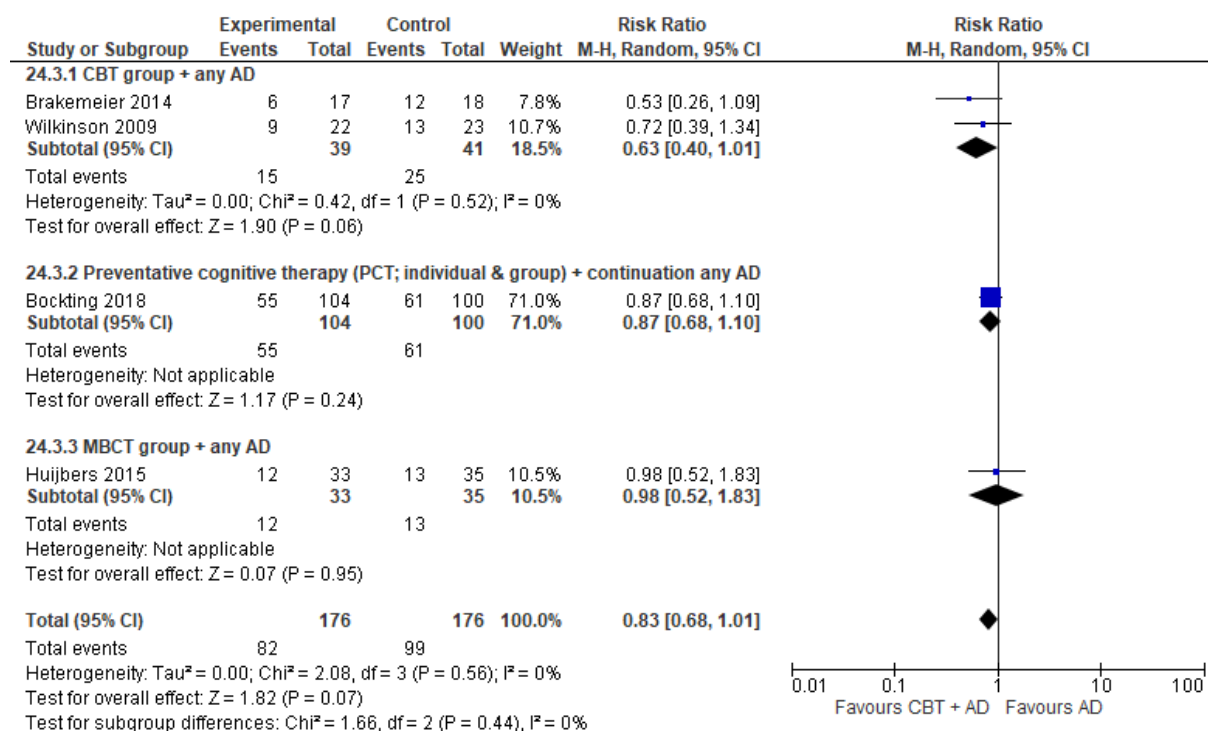 Experimental Control Risk Ratio Risk Ratio
Study or Subgroup Events Total Events Total Weight M-H, Random, 95% CI M-H, Random, 95% CI
24.3.1 CBT group + any AD
Brakemeier 2014 6 17 12 18 7.8% 0.53 [0.26, 1.09]
Wilkinson 2009 9 22 13 23 10.7% 0.72 [0.39, 1.34]
Subtotal (95% CI) 39 41 18.5% 0.63 [0.40, 1.01]
Total events 15 25
Heterogeneity: Tau² = 0.00; Chi² = 0.42, df = 1 (P = 0.52); I² = 0%
Test for overall effect: Z = 1.90 (P = 0.06)
24.3.2 Preventative cognitive therapy (PCT; individual & group) + continuation any AD
Bockting 2018 55 104 61 100 71.0% 0.87 [0.68, 1.10]
Subtotal (95% CI) 104 100 71.0% 0.87 [0.68, 1.10]
Total events 55 61
Heterogeneity: Not applicable
Test for overall effect: Z = 1.17 (P = 0.24)
24.3.3 MBCT group + any AD
Huijbers 2015 12 33 13 35 10.5% 0.98 [0.52, 1.83]
Subtotal (95% CI) 33 35 10.5% 0.98 [0.52, 1.83]
Total events 12 13
Heterogeneity: Not applicable
Test for overall effect: Z = 0.07 (P = 0.95)
Total (95% CI) 176 176 100.0% 0.83 [0.68, 1.01]
Total events 82 99
Heterogeneity: Tau² = 0.00; Chi² = 2.08, df = 3 (P = 0.56); I² = 0%
Test for overall effect: Z = 1.82 (P = 0.07)
Test for subgroup differences: Chi² = 1.66, df = 2 (P = 0.44), I² = 0%
0.01 0.1 1 10 100
Favours CBT + AD Favours AD